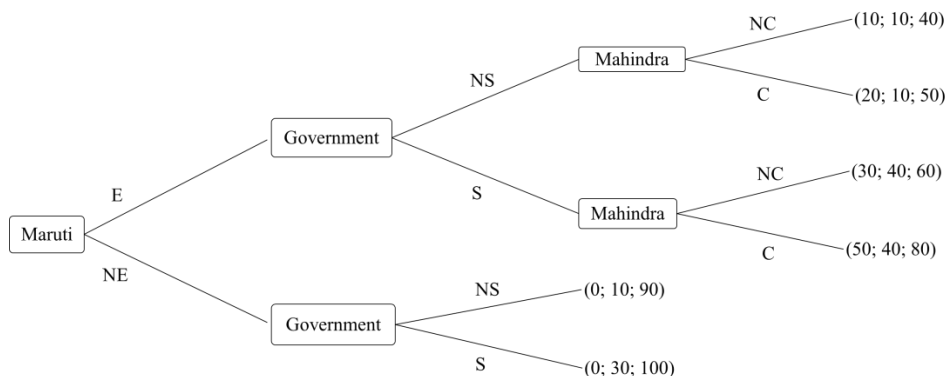 NC
(10; 10; 40)
Mahindra
NS
C
(20; 10; 50)
Government
E
S
NC
(30; 40; 60)
Mahindra
Maruti
C
(50; 40; 80)
NE
NS
(0; 10; 90)
Government
S
(0; 30; 100)